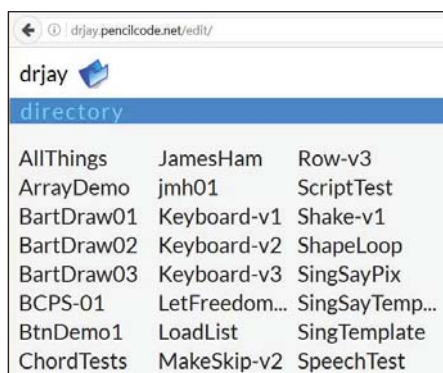 drjay.pencilcode.net/edit/
drjay
directory
AllThings JamesHam Row-v3
ArrayDemo jmh01 ScriptTest
BartDraw01 Keyboard-v1 Shake-v1
BartDraw02 Keyboard-v2 ShapeLoop
BartDraw03 Keyboard-v3 SingSayPix
BCPS-01 LetFreedom... SingSayTemp...
BtnDemo1 LoadList SingTemplate
ChordTests MakeSkip-v2 SpeechTest